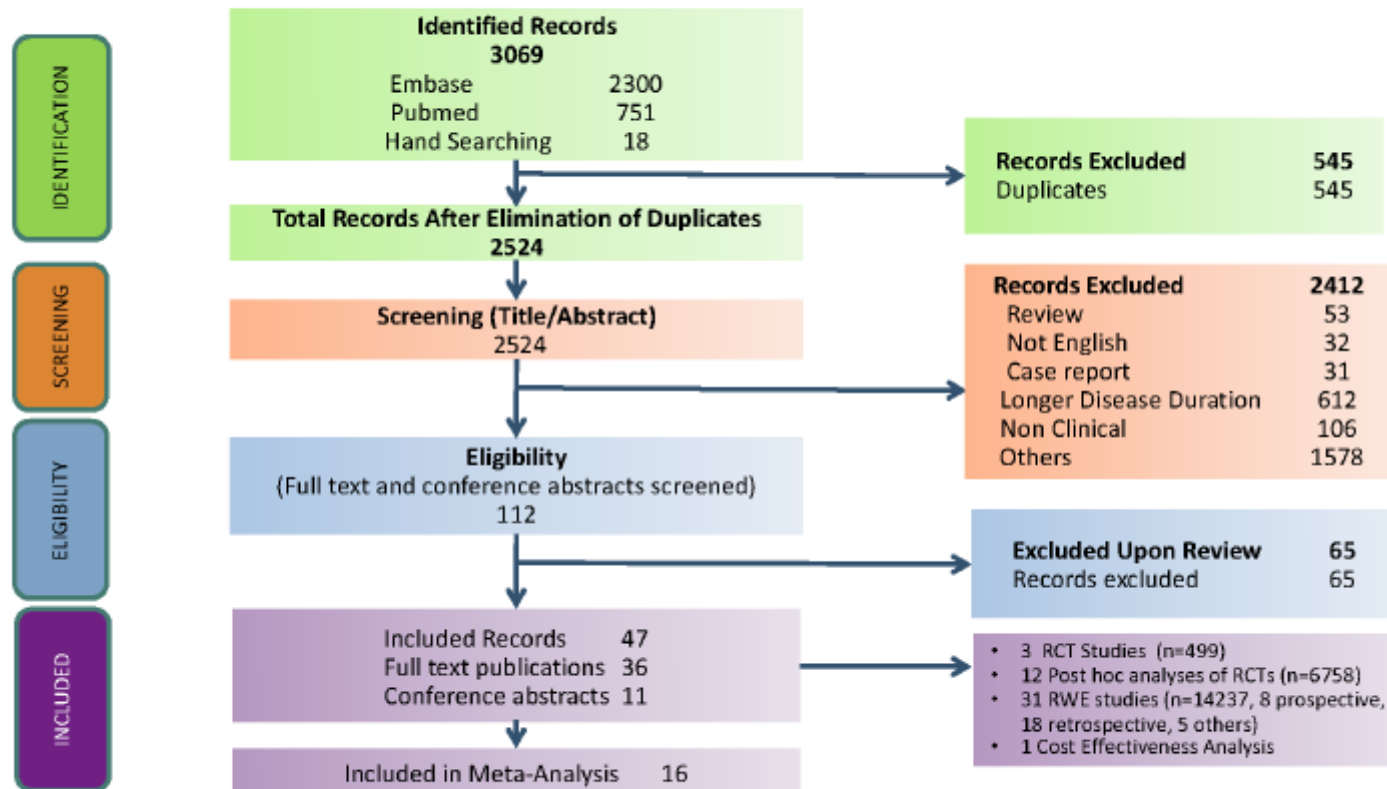 IDENTIFICATION
Identified Records
3069
Embase 2300
Pubmed 751
Hand Searching 18
Records Excluded 545
Duplicates 545
Total Records After Elimination of Duplicates
2524
SCREENING
Screening (Title/Abstract)
2524
Records Excluded 2412
Review 53
Not English 32
Case report 31
Longer Disease Duration 612
Non Clinical 106
Others 1578
ELIGIBILITY
Eligibility
(Full text and conference abstracts screened)
112
Excluded Upon Review 65
Records excluded 65
INCLUDED
Included Records 47
Full text publications 36
Conference abstracts 11
• 3 RCT Studies (n=499)
• 12 Post hoc analyses of RCTs (n=6758)
• 31 RWE studies (n=14237, 8 prospective,
18 retrospective, 5 others)
• 1 Cost Effectiveness Analysis
Included in Meta-Analysis 16